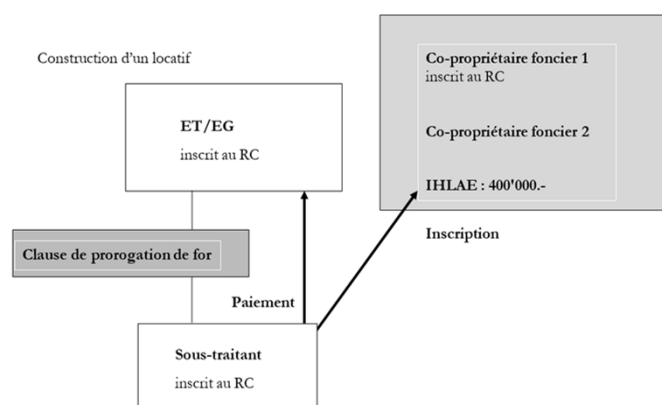 Construction d'un locatif
Co-propriétaire foncier 1
inscrit au RC
ET/EG
inscrit au RC
Co-propriétaire foncier 2
IHLAE : 400'000.-
Inscription
Clause de prorogation de for
Paiement
Sous-traitant
inscrit au RC